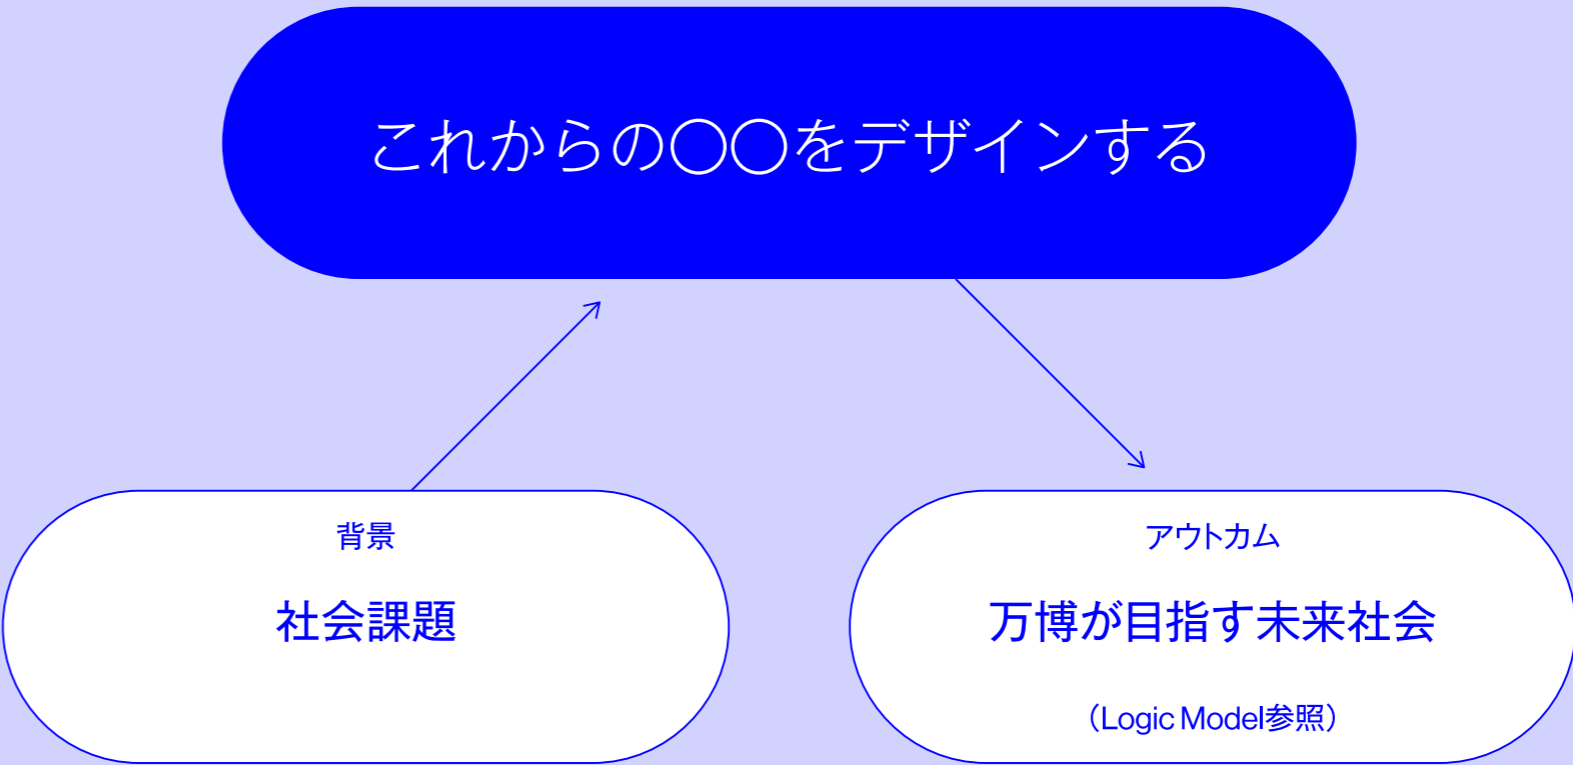 これからの〇〇をデザインする
背景
社会課題
アウトカム
万博が目指す未来社会
（Logic Model参照）